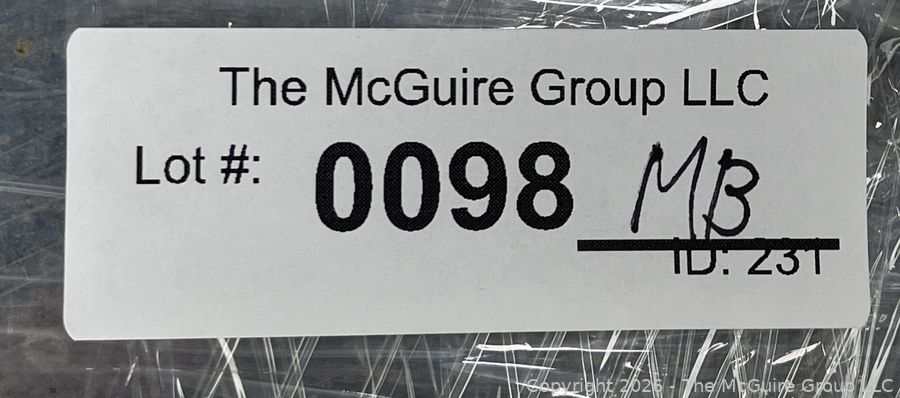 The McGuire Group LLC
Lot #: 0098 MB
ID: 231
Copyright 2026 - The McGuire Group LLC